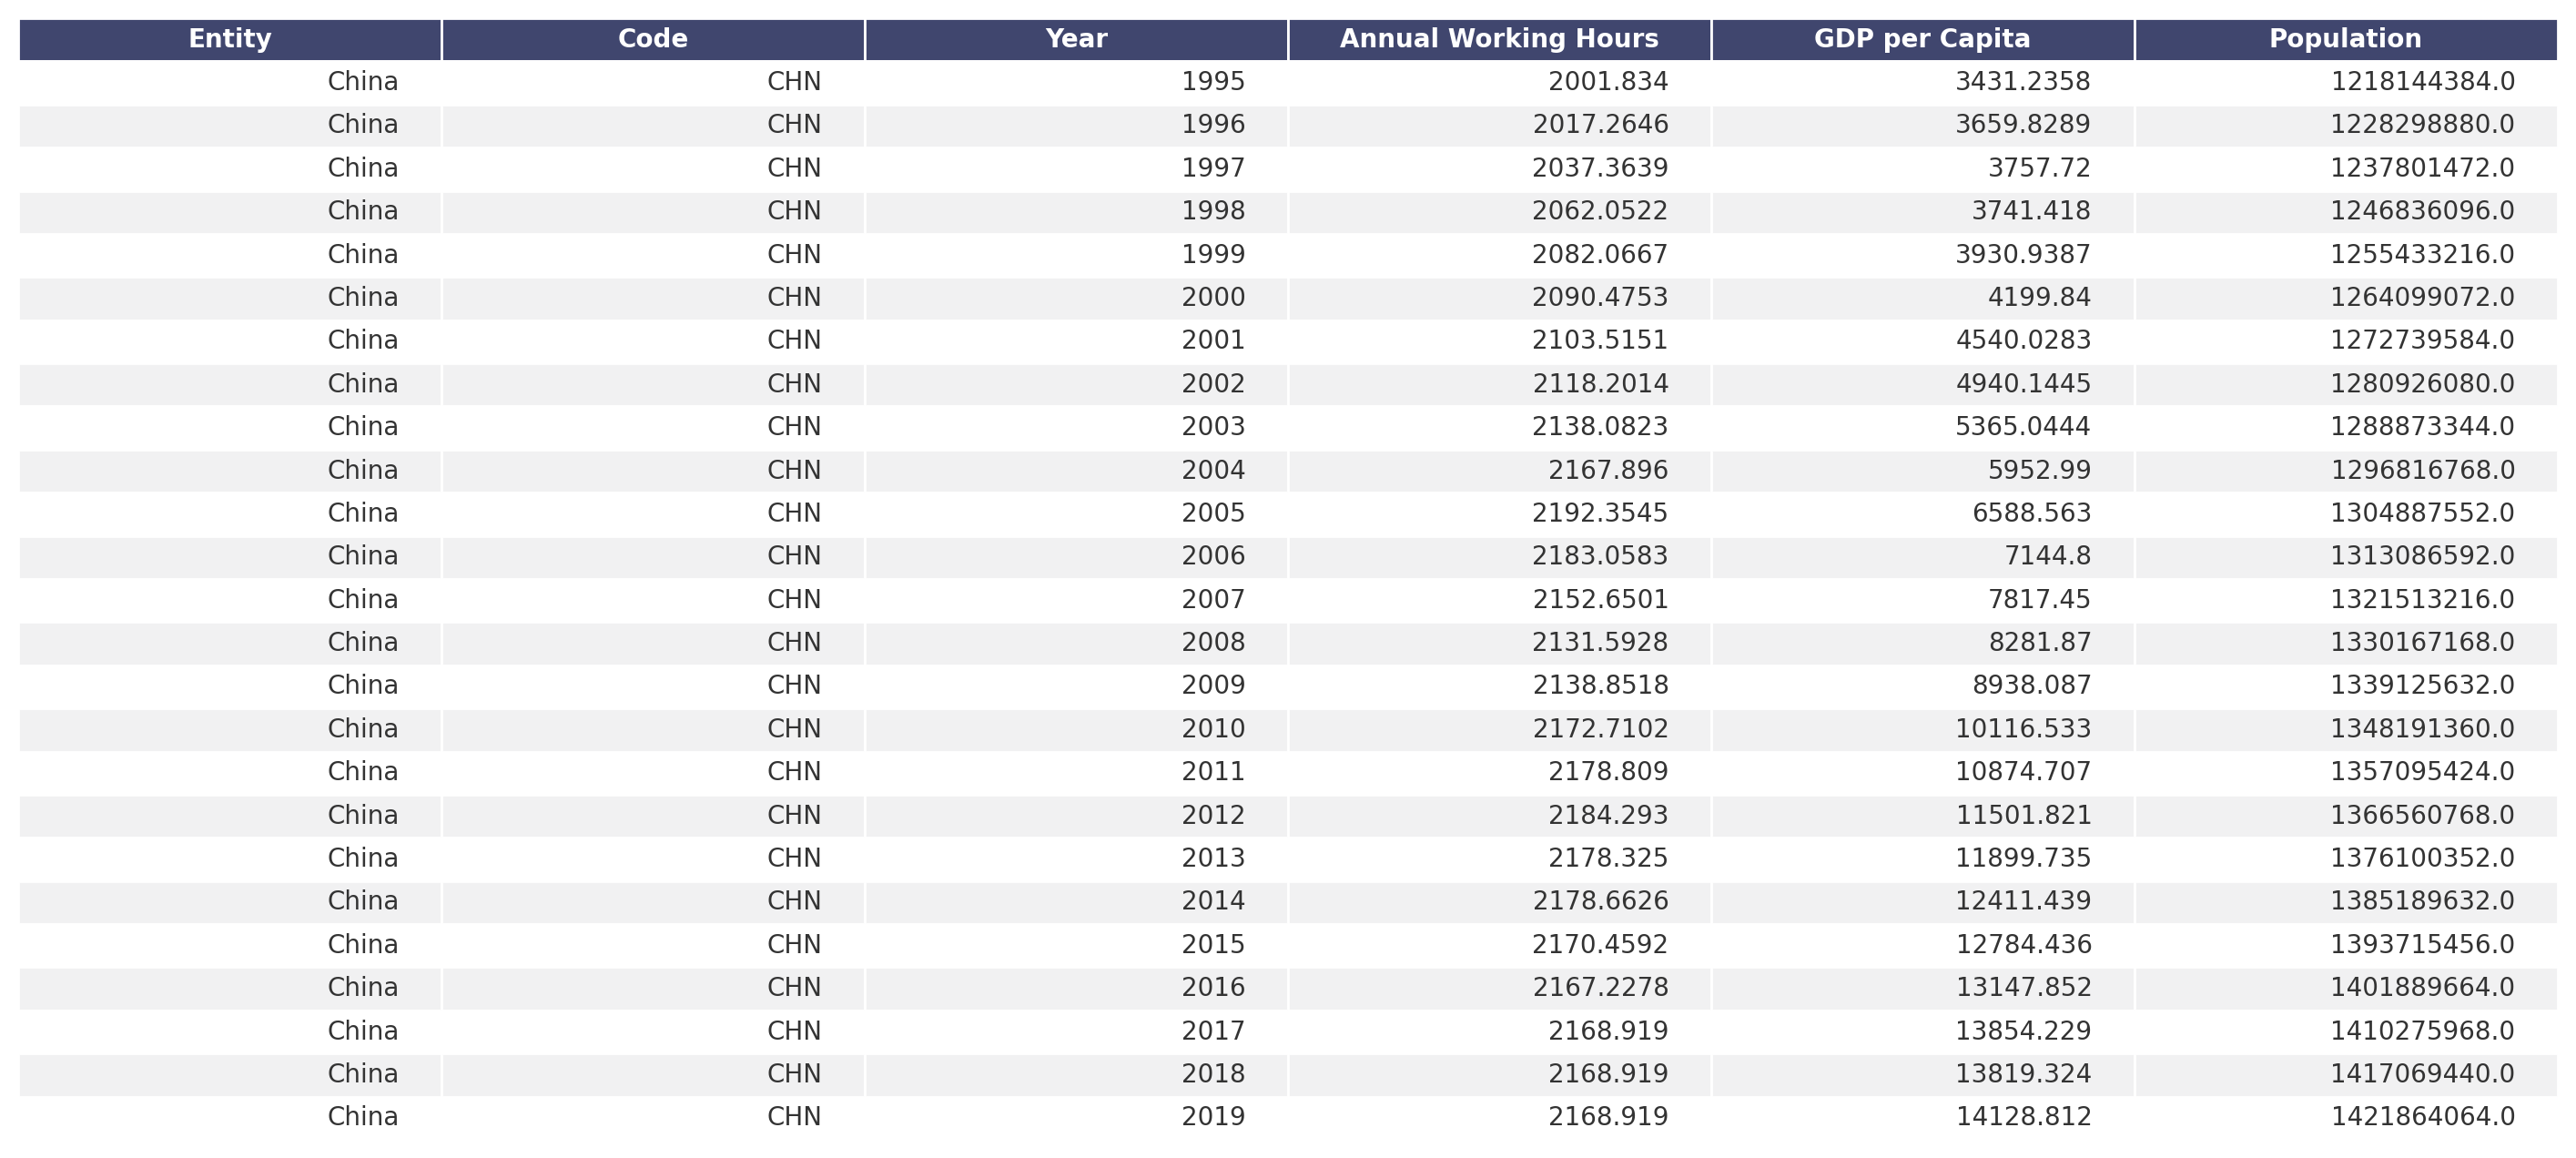 Entity Code Year Annual Working Hours GDP per Capita Population
China CHN 1995 2001.834 3431.2358 1218144384.0
China CHN 1996 2017.2646 3659.8289 1228298880.0
China CHN 1997 2037.3639 3757.72 1237801472.0
China CHN 1998 2062.0522 3741.418 1246836096.0
China CHN 1999 2082.0667 3930.9387 1255433216.0
China CHN 2000 2090.4753 4199.84 1264099072.0
China CHN 2001 2103.5151 4540.0283 1272739584.0
China CHN 2002 2118.2014 4940.1445 1280926080.0
China CHN 2003 2138.0823 5365.0444 1288873344.0
China CHN 2004 2167.896 5952.99 1296816768.0
China CHN 2005 2192.3545 6588.563 1304887552.0
China CHN 2006 2183.0583 7144.8 1313086592.0
China CHN 2007 2152.6501 7817.45 1321513216.0
China CHN 2008 2131.5928 8281.87 1330167168.0
China CHN 2009 2138.8518 8938.087 1339125632.0
China CHN 2010 2172.7102 10116.533 1348191360.0
China CHN 2011 2178.809 10874.707 1357095424.0
China CHN 2012 2184.293 11501.821 1366560768.0
China CHN 2013 2178.325 11899.735 1376100352.0
China CHN 2014 2178.6626 12411.439 1385189632.0
China CHN 2015 2170.4592 12784.436 1393715456.0
China CHN 2016 2167.2278 13147.852 1401889664.0
China CHN 2017 2168.919 13854.229 1410275968.0
China CHN 2018 2168.919 13819.324 1417069440.0
China CHN 2019 2168.919 14128.812 1421864064.0